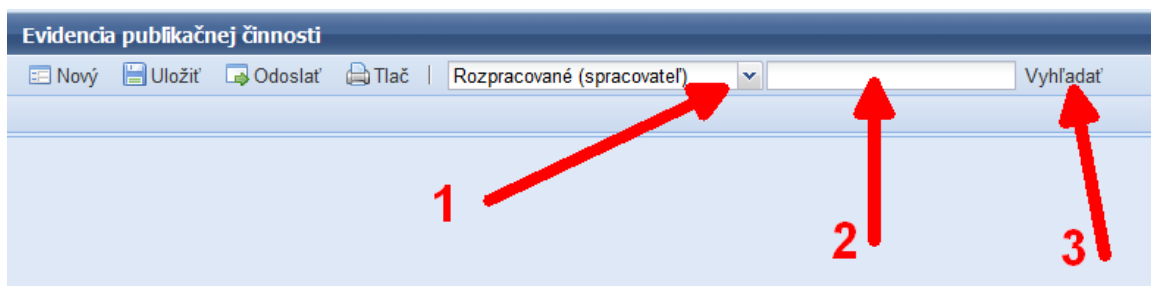 Evidencia publikačnej činnosti
Nový Uložiť Odoslať Tlač | Rozpracované (spracovateľ) Vyhľadať
1
2
3